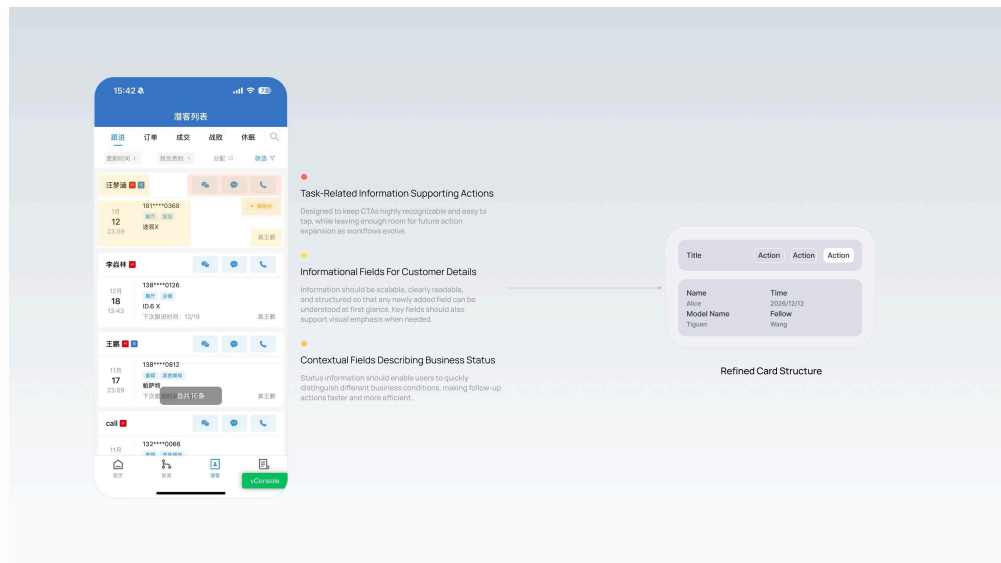 15:42
潜客列表
跟进 订单 成交 战败 休眠
更新时间 我负责的 分配 筛选
汪梦涵
1月
12
23:59
181****0368
展厅
途观X
真王鹏
李焱林 H
12月
18
13:43
138****0126
展厅
ID.6 X
下次跟进时间: 12/19
真王鹏
王鹏
11月
17
23:59
138****0812
帕萨特
总共16条
真王鹏
call H
11月
132****0066
首页 潜客
vConsole
Task-Related Information Supporting Actions
Designed to keep CTAs highly recognizable and easy to
tap, while leaving enough room for future action
expansion as workflows evolve.
Informational Fields For Customer Details
Information should be scalable, clearly readable,
and structured so that any newly added field can be
understood at first glance. Key fields should also
support visual emphasis when needed.
Contextual Fields Describing Business Status
Status information should enable users to quickly
distinguish different business conditions, making follow-up
actions faster and more efficient.
Title Action Action Action
Name Time
Alice 2026/12/12
Model Name Fellow
Tiguan Wang
Refined Card Structure